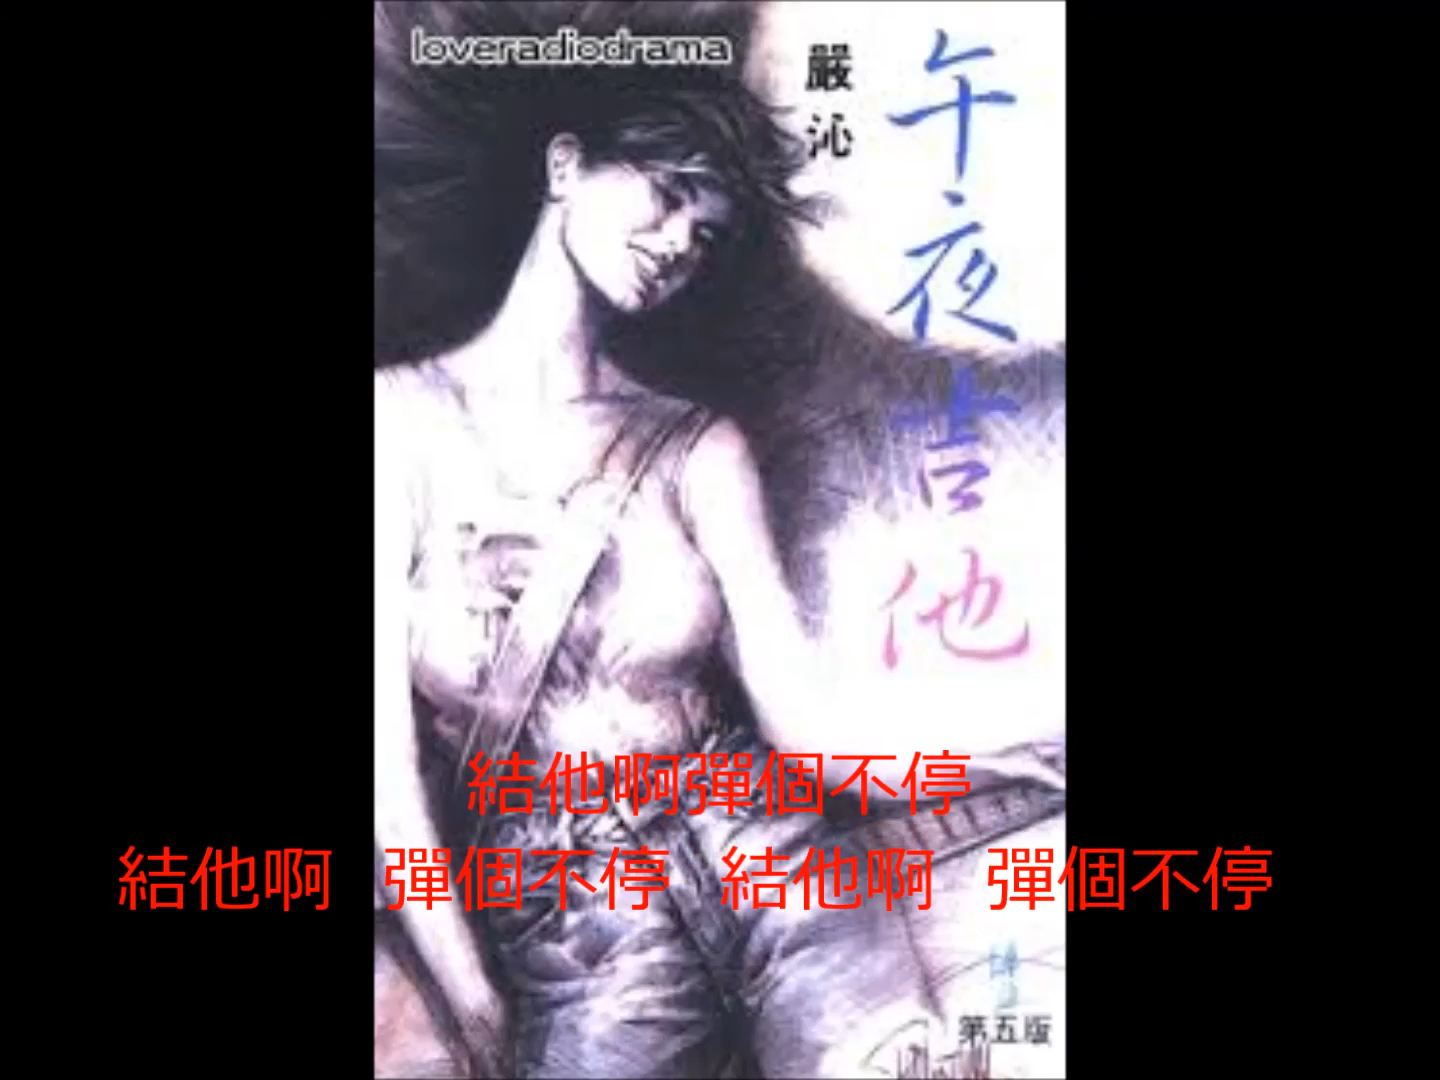 loveradiodrama
嚴沁
午夜吉他
結他啊彈個不停
結他啊 彈個不停 結他啊 彈個不停
第五版